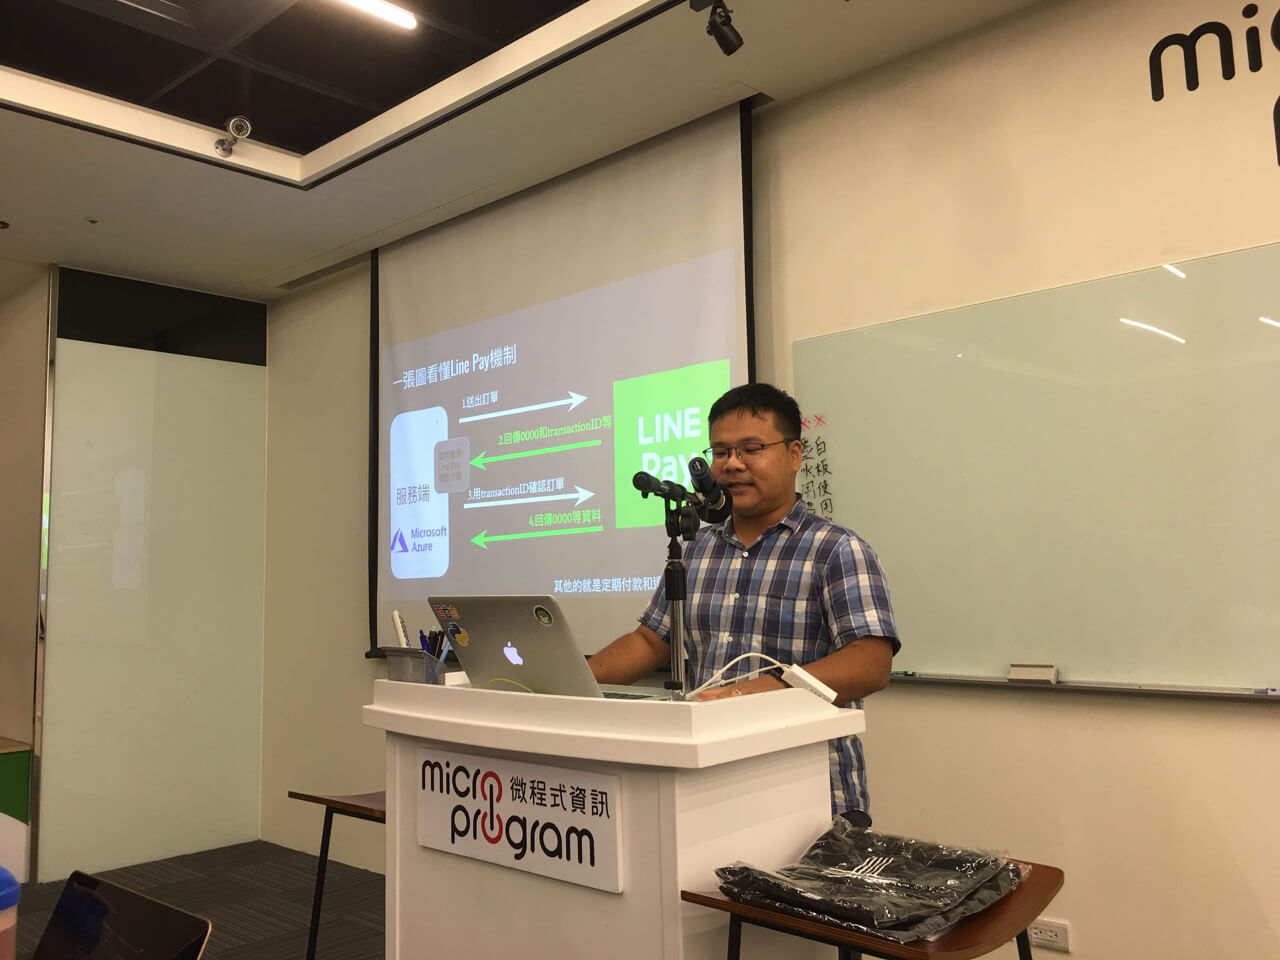 mic
一張圖看懂Line Pay機制
1.送出訂單
2.回傳0000和transactionID等
LINE
Pay
Line Pay
服務端
3.用transactionID確認訂單
4.回傳0000等資料
Microsoft
Azure
其他的就是定期付款和
白板使用
水用
micro
微程式資訊
program